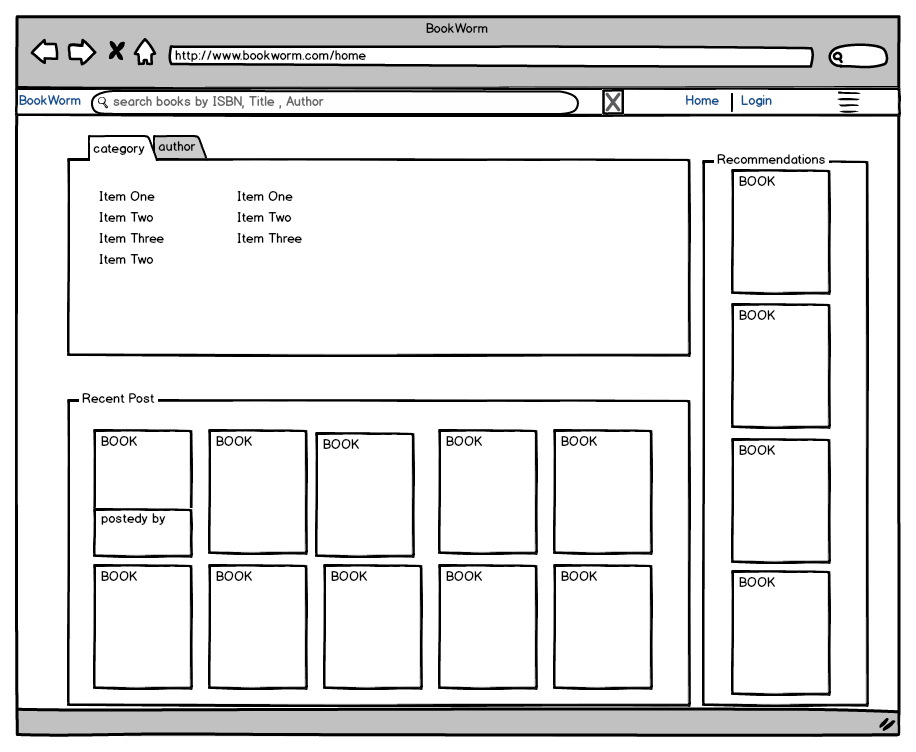 BookWorm
http://www.bookworm.com/home
BookWorm
search books by ISBN, Title , Author
Home
Login
category
author
Item One
Item Two
Item Three
Item Two
Item One
Item Two
Item Three
Recommendations
BOOK
BOOK
BOOK
BOOK
Recent Post
BOOK
BOOK
BOOK
BOOK
BOOK
postedy by
BOOK
BOOK
BOOK
BOOK
BOOK